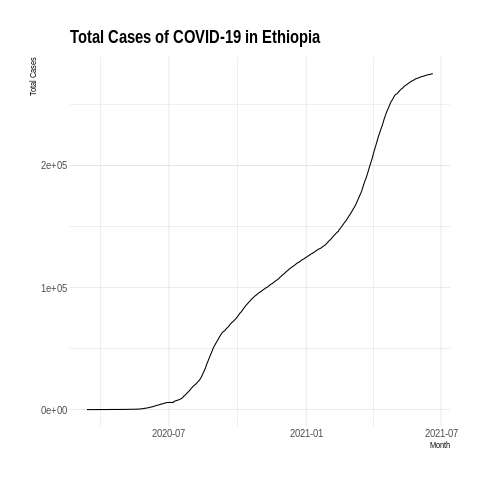 Total Cases of COVID-19 in Ethiopia
Total Cases
2e+05
1e+05
0e+00
2020-07 2021-01 2021-07
Month